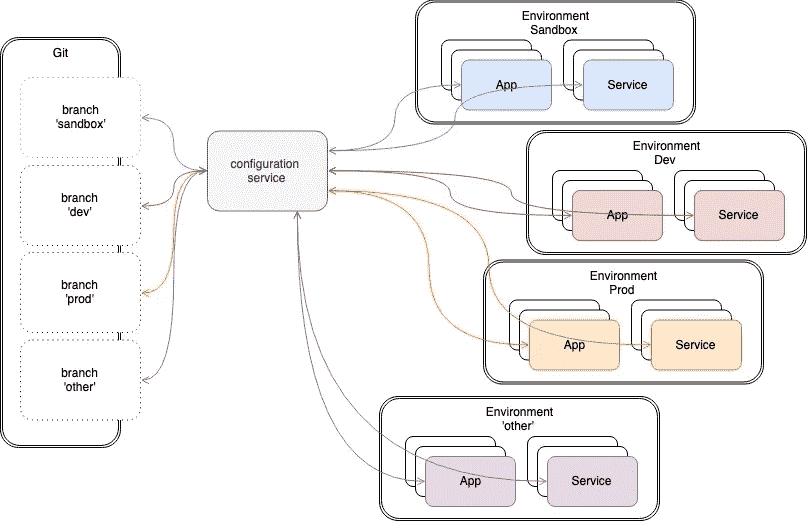 Git
branch
'sandbox'
branch
'dev'
branch
'prod'
branch
'other'
configuration
service
Environment
Sandbox
App
Service
Environment
Dev
App
Service
Environment
Prod
App
Service
Environment
'other'
App
Service